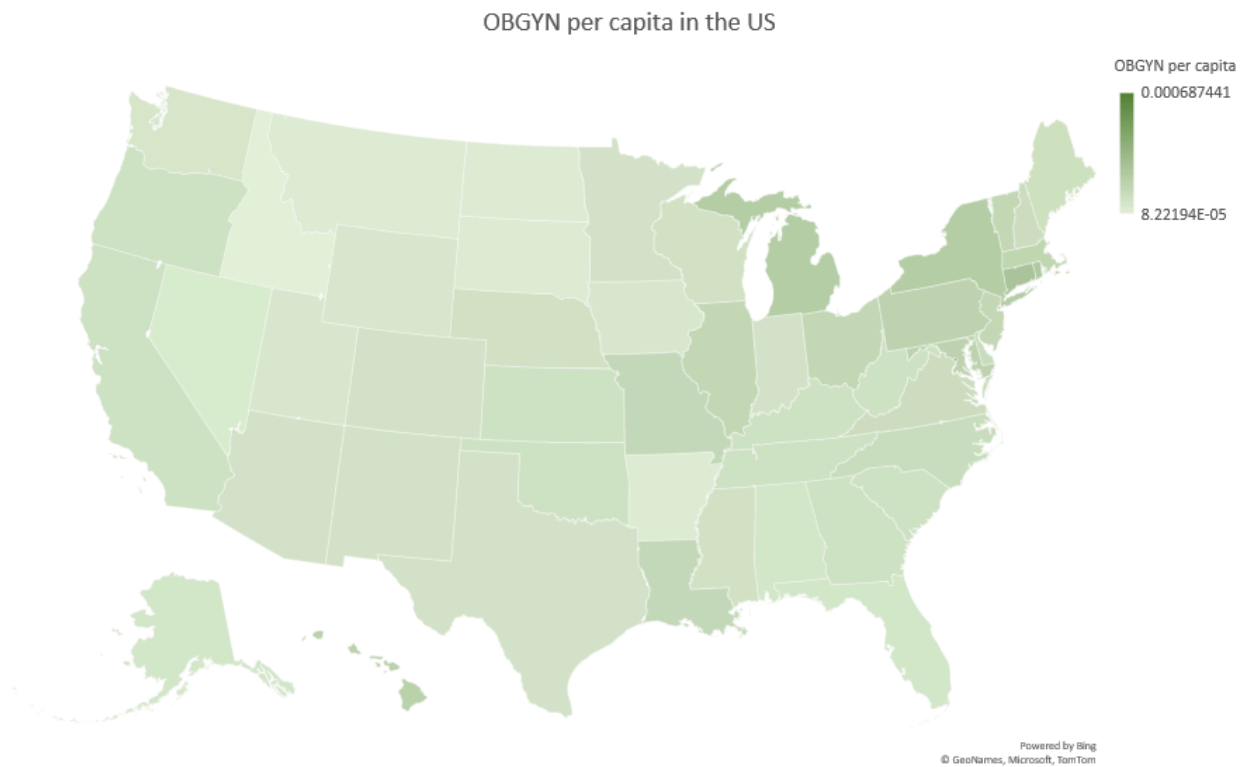 OBGYN per capita in the US
OBGYN per capita
0.000687441
8.22194E-05
Powered by Bing
© GeoNames, Microsoft, TomTom